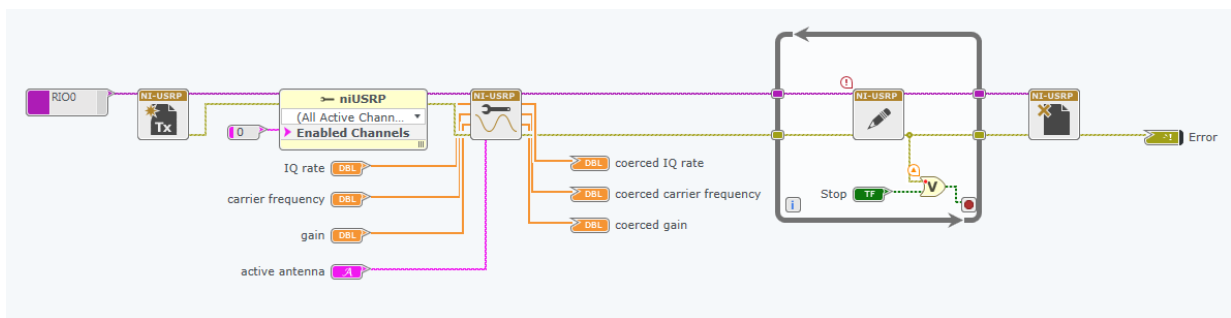 RIO0
NI-USRP
Tx
niUSRP
(All Active Chann...
Enabled Channels
0
NI-USRP
IQ rate DBL
carrier frequency DBL
gain DBL
active antenna A
DBL coerced IQ rate
DBL coerced carrier frequency
DBL coerced gain
NI-USRP
i
Stop TF
V
NI-USRP
Error